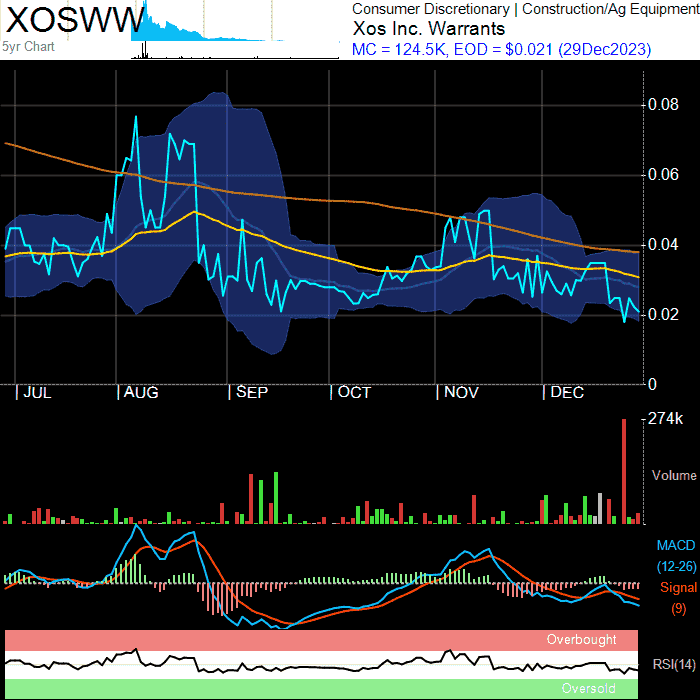 XOSWW
5yr Chart
Consumer Discretionary | Construction/Ag Equipment
Xos Inc. Warrants
MC = 124.5K, EOD = $0.021 (29Dec2023)
0.08
0.06
0.04
0.02
0
| JUL | AUG | SEP | OCT | NOV | DEC
274k
Volume
MACD
(12-26)
Signal
(9)
Overbought
RSI(14)
Oversold